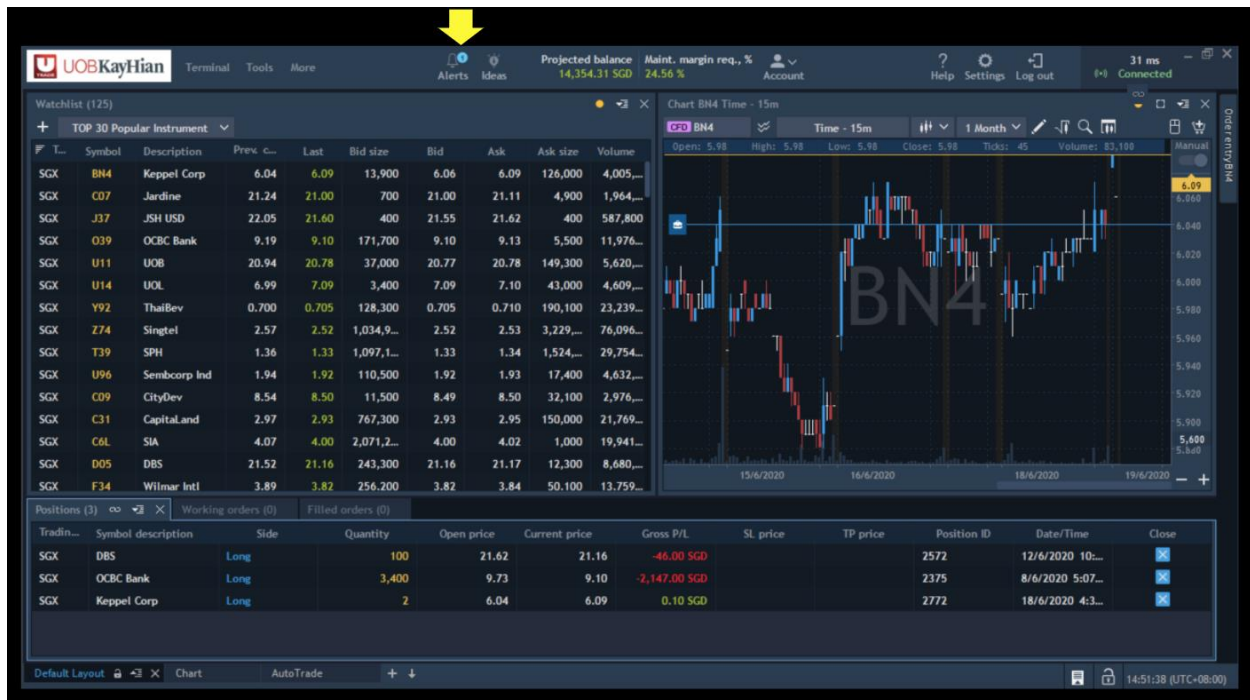 UTRADE UOBKayHian Terminal Tools More 1 Alerts Ideas Projected balance 14,354.31 SGD Maint. margin req., % 24.56 % Account ? Help Settings Log out 31 ms Connected
Watchlist (125)
+ TOP 30 Popular Instrument
T... Symbol Description Prev. c... Last Bid size Bid Ask Ask size Volume
SGX BN4 Keppel Corp 6.04 6.09 13,900 6.06 6.09 126,000 4,005,...
SGX C07 Jardine 21.24 21.00 700 21.00 21.11 4,900 1,964,...
SGX J37 JSH USD 22.05 21.60 400 21.55 21.62 400 587,800
SGX O39 OCBC Bank 9.19 9.10 171,700 9.10 9.13 5,500 11,976...
SGX U11 UOB 20.94 20.78 37,000 20.77 20.78 149,300 5,620,...
SGX U14 UOL 6.99 7.09 3,400 7.09 7.10 43,000 4,609,...
SGX Y92 ThaiBev 0.700 0.705 128,300 0.705 0.710 190,100 23,239...
SGX Z74 Singtel 2.57 2.52 1,034,9... 2.52 2.53 3,229,... 76,096...
SGX T39 SPH 1.36 1.33 1,097,1... 1.33 1.34 1,524,... 29,754...
SGX U96 Sembcorp Ind 1.94 1.92 110,500 1.92 1.93 17,400 4,632,...
SGX C09 CityDev 8.54 8.50 11,500 8.49 8.50 32,100 2,976,...
SGX C31 CapitaLand 2.97 2.93 767,300 2.93 2.95 150,000 21,769...
SGX C6L SIA 4.07 4.00 2,071,2... 4.00 4.02 1,000 19,941...
SGX D05 DBS 21.52 21.16 243,300 21.16 21.17 12,300 8,680,...
SGX F34 Wilmar Intl 3.89 3.82 256.200 3.82 3.84 50.100 13.759...
Chart BN4 Time - 15m
CFD BN4 Time - 15m 1 Month
Open: 5.98 High: 5.98 Low: 5.98 Close: 5.98 Ticks: 45 Volume: 83,100 Manual
6.09
6.060
6.040
6.020
6.000
5.980
5.960
5.940
5.920
5.900
5,600
BN4
15/6/2020 16/6/2020 18/6/2020 19/6/2020 − +
Order entry BN4
Positions (3) Working orders (0) Filled orders (0)
Tradin... Symbol description Side Quantity Open price Current price Gross P/L SL price TP price Position ID Date/Time Close
SGX DBS Long 100 21.62 21.16 -46.00 SGD 2572 12/6/2020 10:...
SGX OCBC Bank Long 3,400 9.73 9.10 -2,147.00 SGD 2375 8/6/2020 5:07...
SGX Keppel Corp Long 2 6.04 6.09 0.10 SGD 2772 18/6/2020 4:3...
Default Layout Chart AutoTrade + 14:51:38 (UTC+08:00)